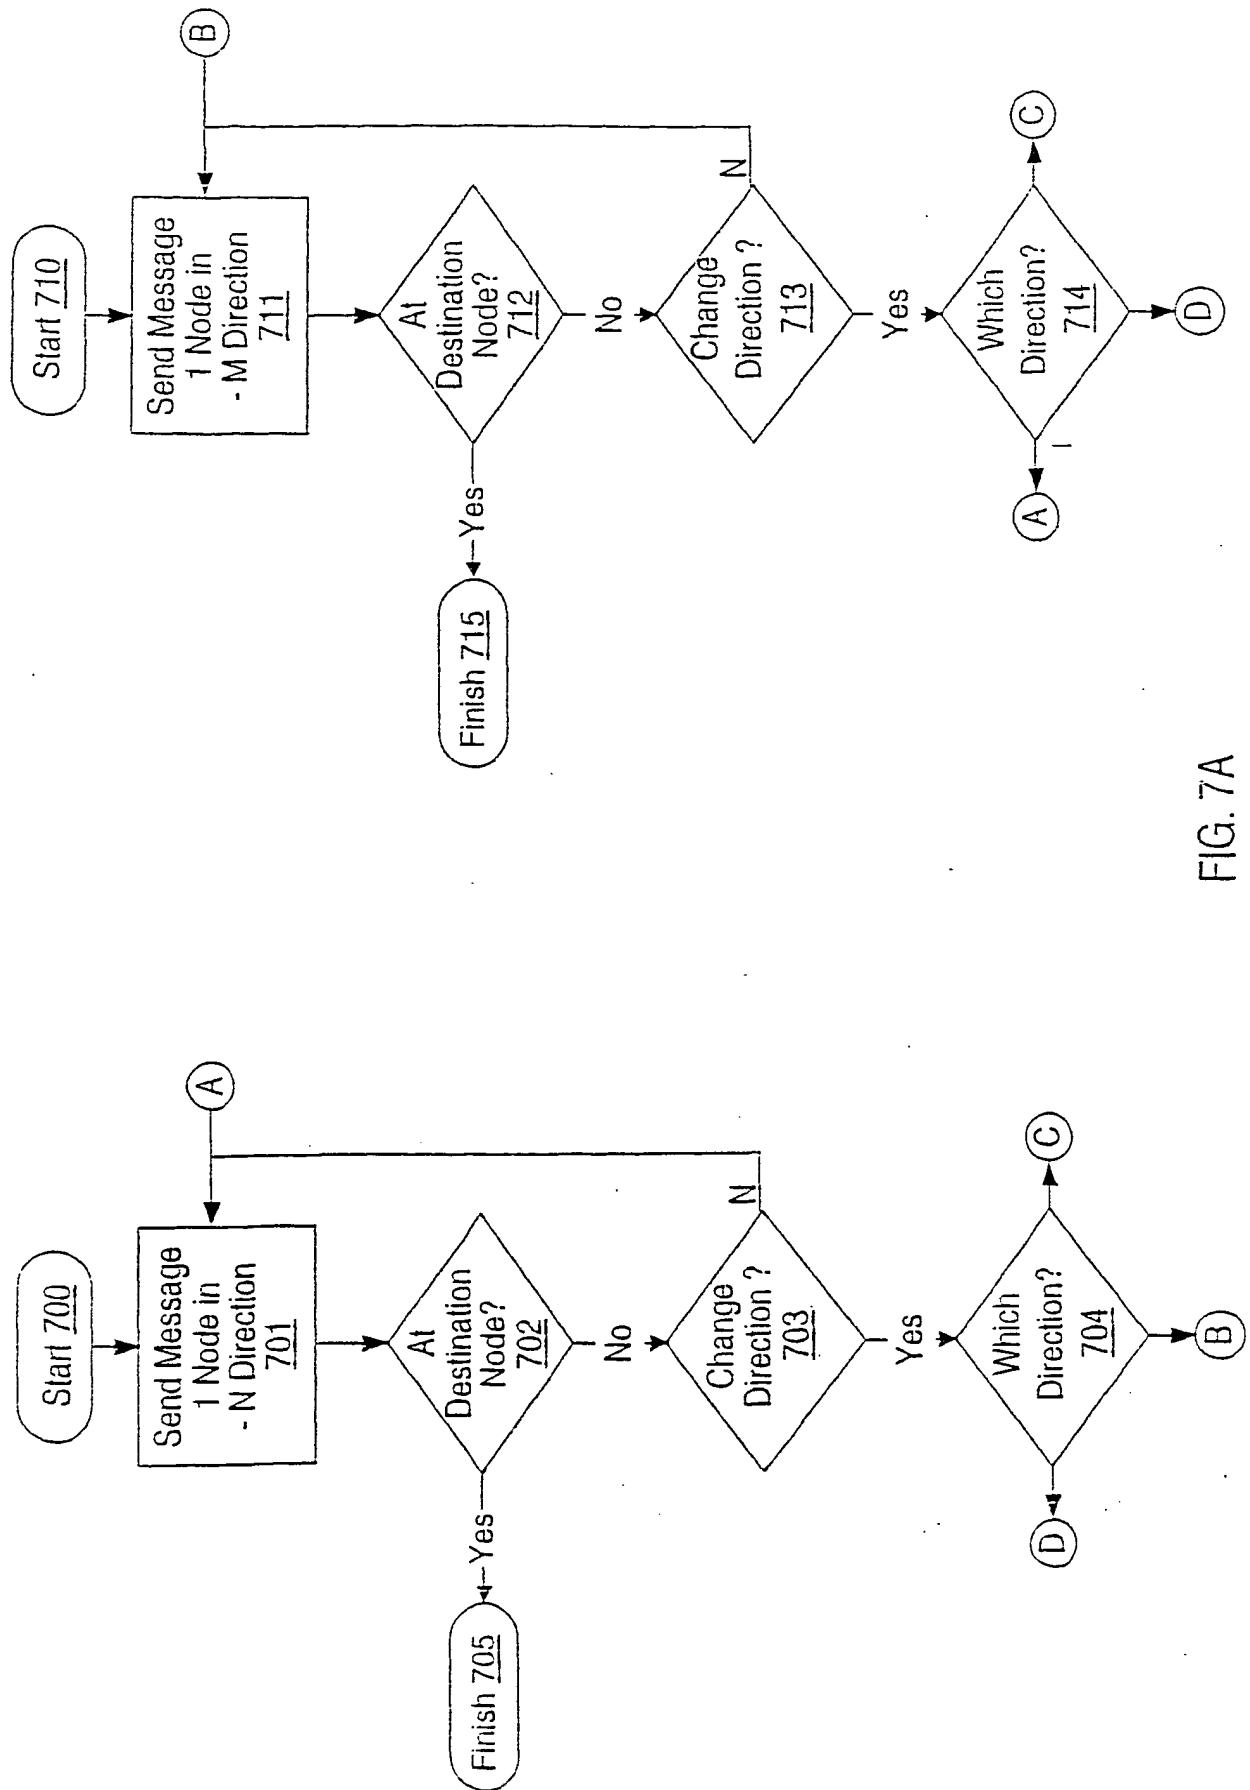 Start 700
A
Send Message
1 Node in
- N Direction
701
At
Destination
Node?
702
Yes
Finish 705
No
Change
Direction ?
703
N
Yes
Which
Direction?
704
D
C
B
Start 710
B
Send Message
1 Node in
- M Direction
711
At
Destination
Node?
712
Yes
Finish 715
No
Change
Direction ?
713
N
Yes
Which
Direction?
714
A
C
D
FIG. 7A